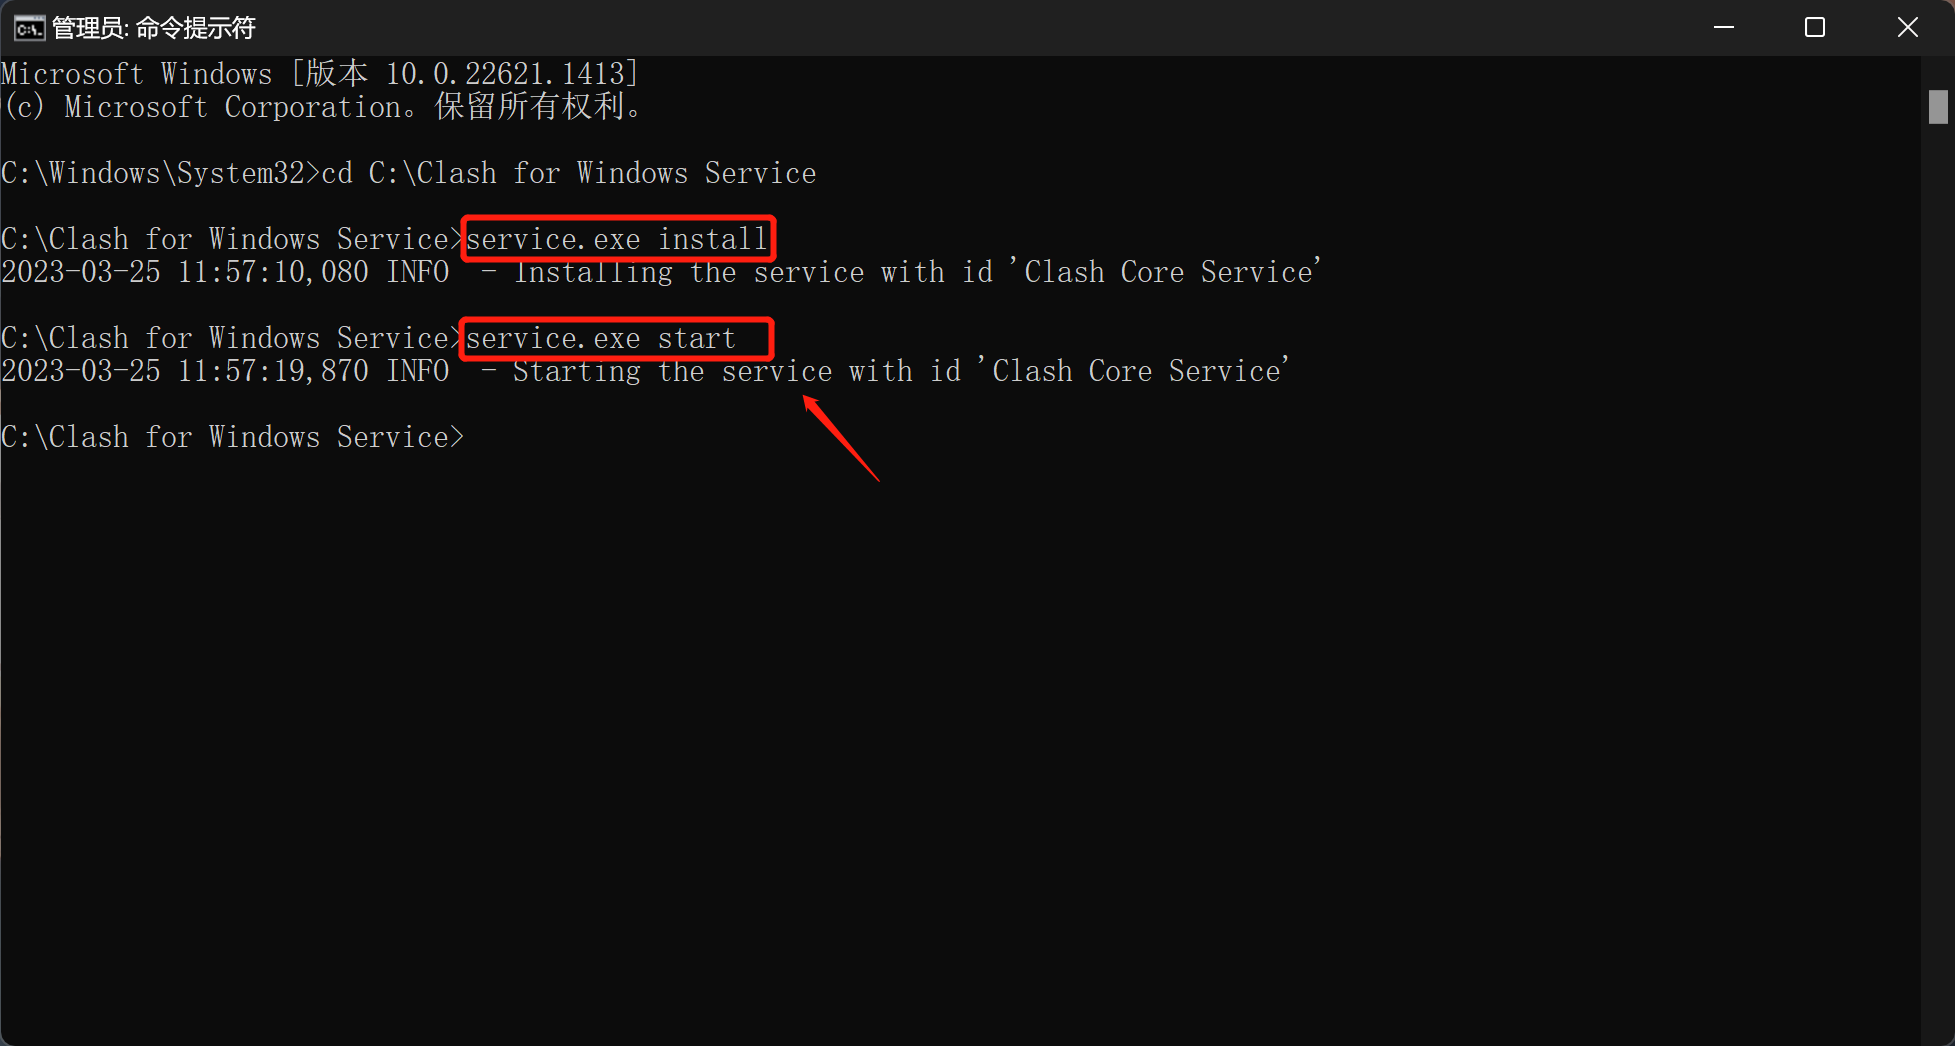 管理员: 命令提示符
Microsoft Windows [版本 10.0.22621.1413]
(c) Microsoft Corporation。保留所有权利。
C:\Windows\System32>cd C:\Clash for Windows Service
C:\Clash for Windows Service>service.exe install
2023-03-25 11:57:10,080 INFO  - Installing the service with id 'Clash Core Service'
C:\Clash for Windows Service>service.exe start
2023-03-25 11:57:19,870 INFO  - Starting the service with id 'Clash Core Service'
C:\Clash for Windows Service>